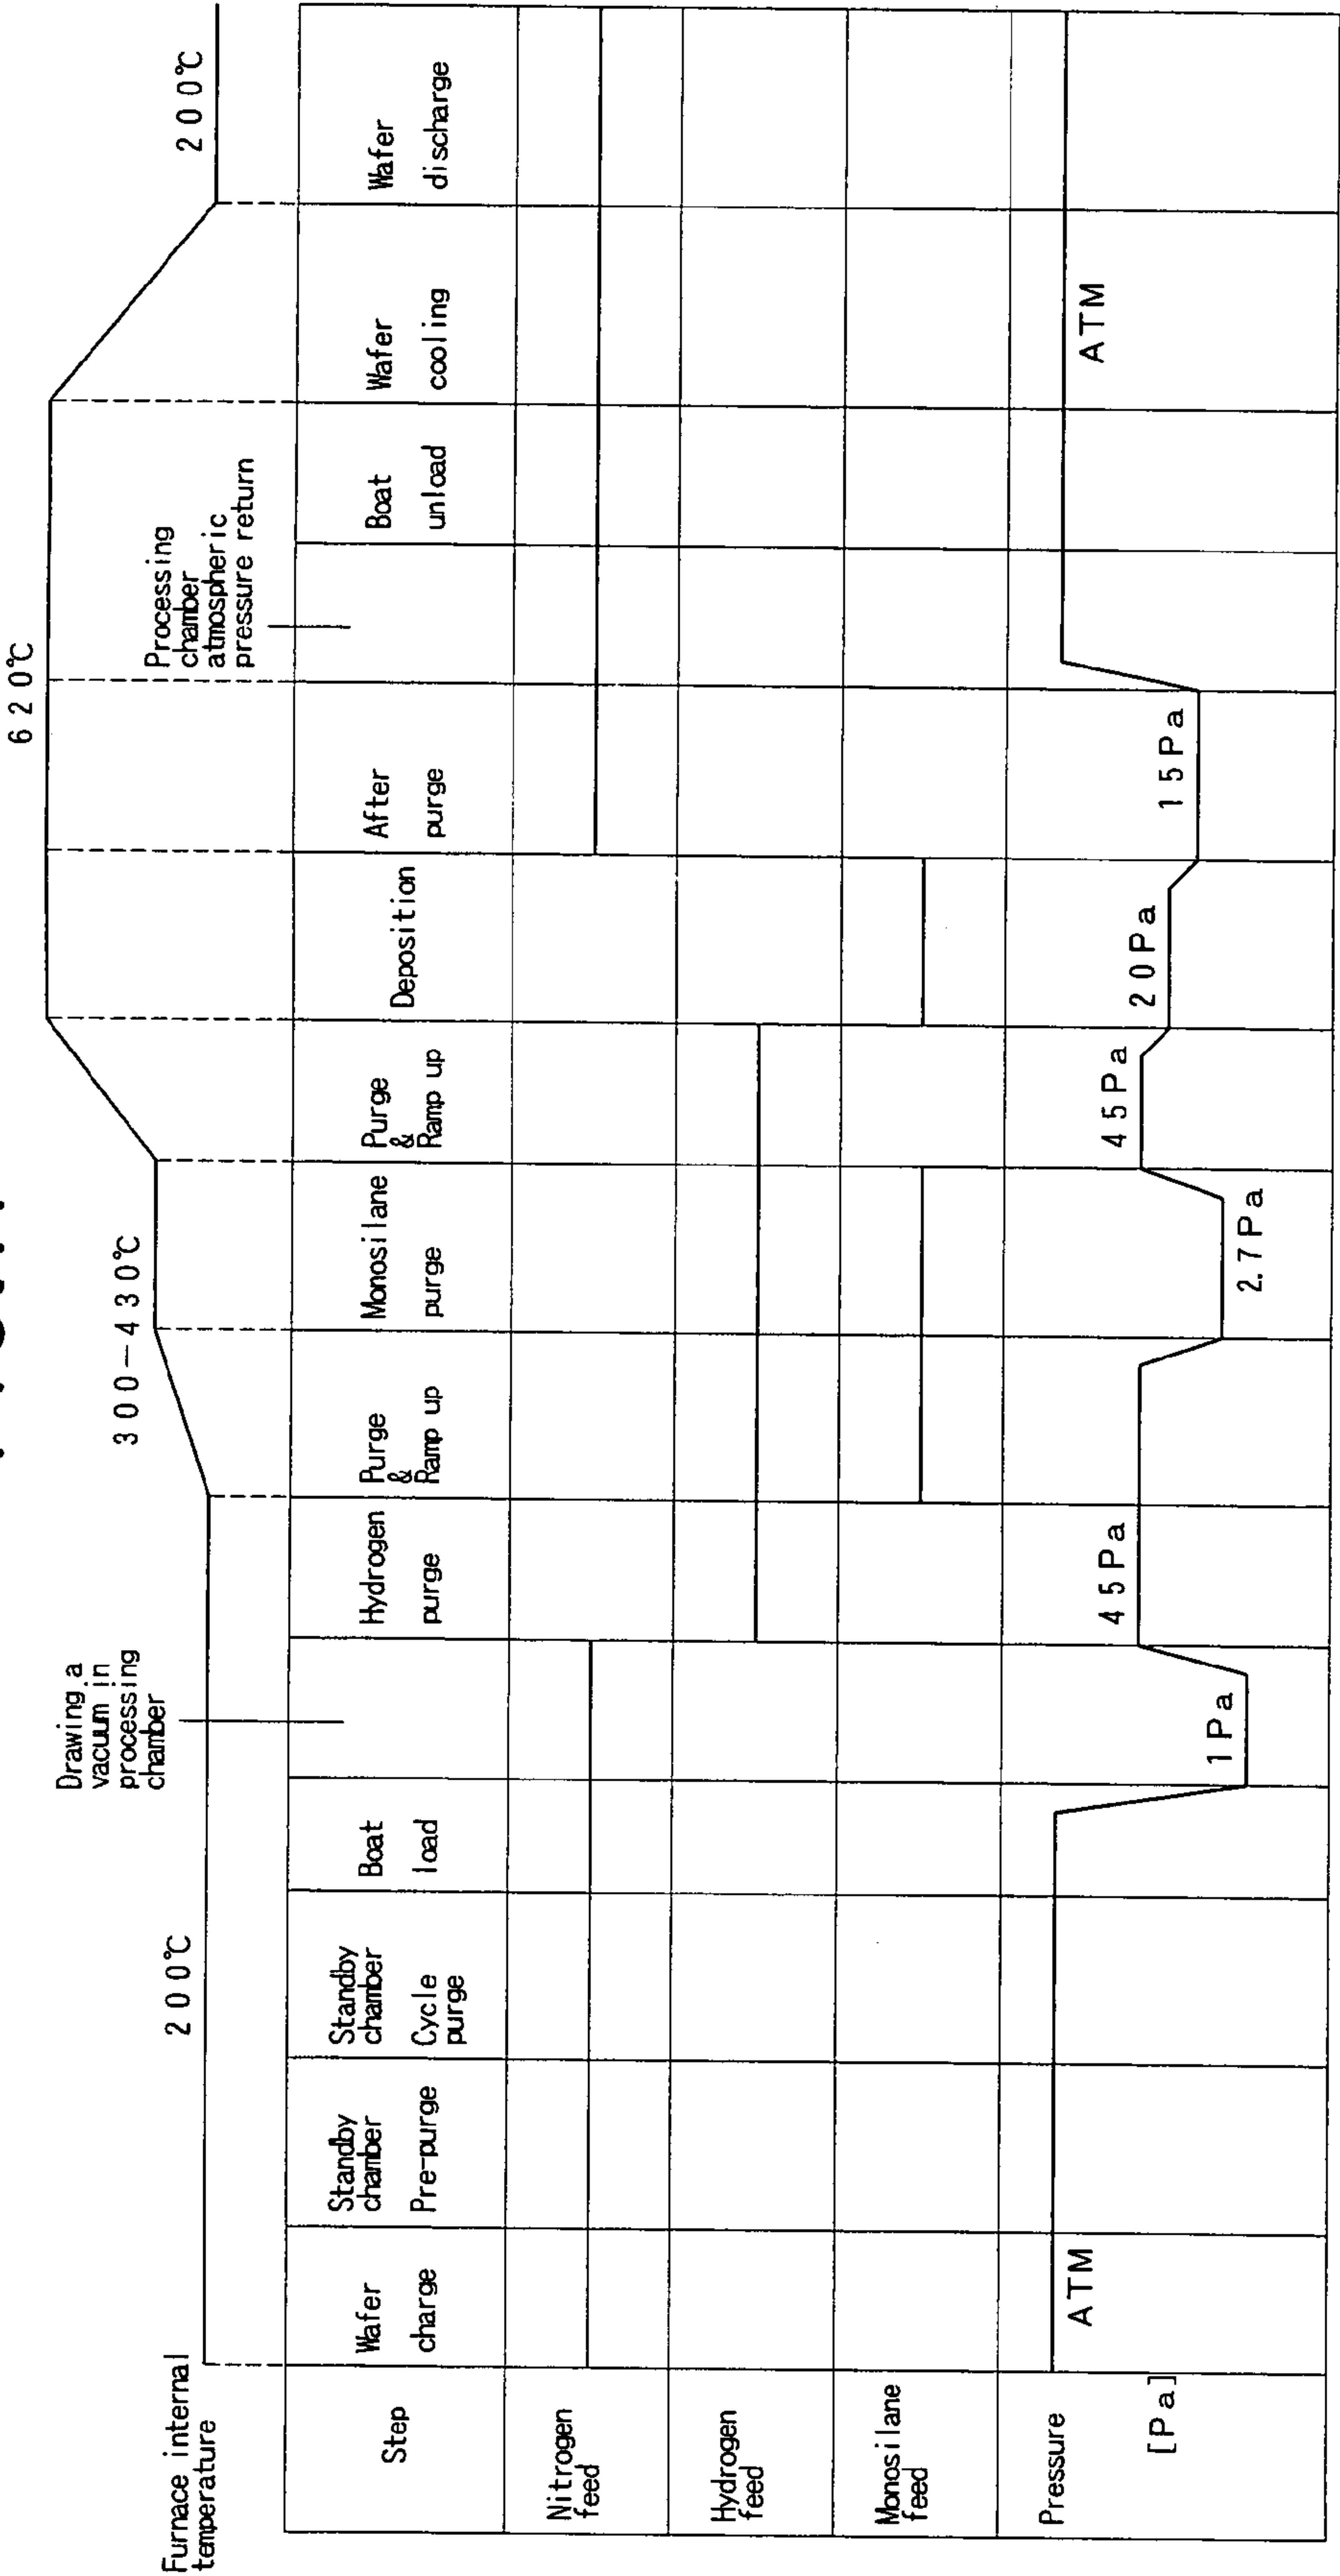 Furnace internal
temperature
200℃
Drawing a
vacuum in
processing
chamber
300-430℃
620℃
Processing
chamber
atmospheric
pressure return
200℃
Step
Wafer
charge
Standby
chamber
Pre-purge
Standby
chamber
Cycle
purge
Boat
load
Hydrogen
purge
Purge
&
Ramp up
Monosilane
purge
Purge
&
Ramp up
Deposition
After
purge
Boat
unload
Wafer
cooling
Wafer
discharge
Nitrogen
feed
Hydrogen
feed
Monosilane
feed
Pressure
[Pa]
ATM
1Pa
45Pa
2.7Pa
45Pa
20Pa
15Pa
ATM